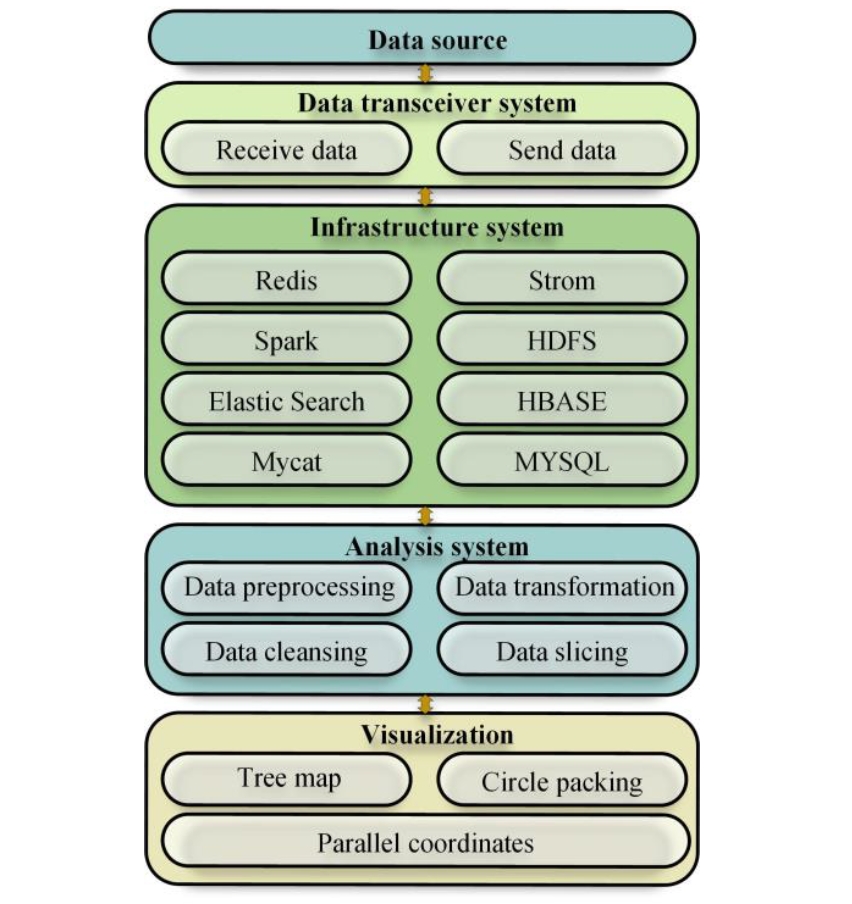 Data source
Data transceiver system
Receive data
Send data
Infrastructure system
Redis
Strom
Spark
HDFS
Elastic Search
HBASE
Mycat
MYSQL
Analysis system
Data preprocessing
Data transformation
Data cleansing
Data slicing
Visualization
Tree map
Circle packing
Parallel coordinates